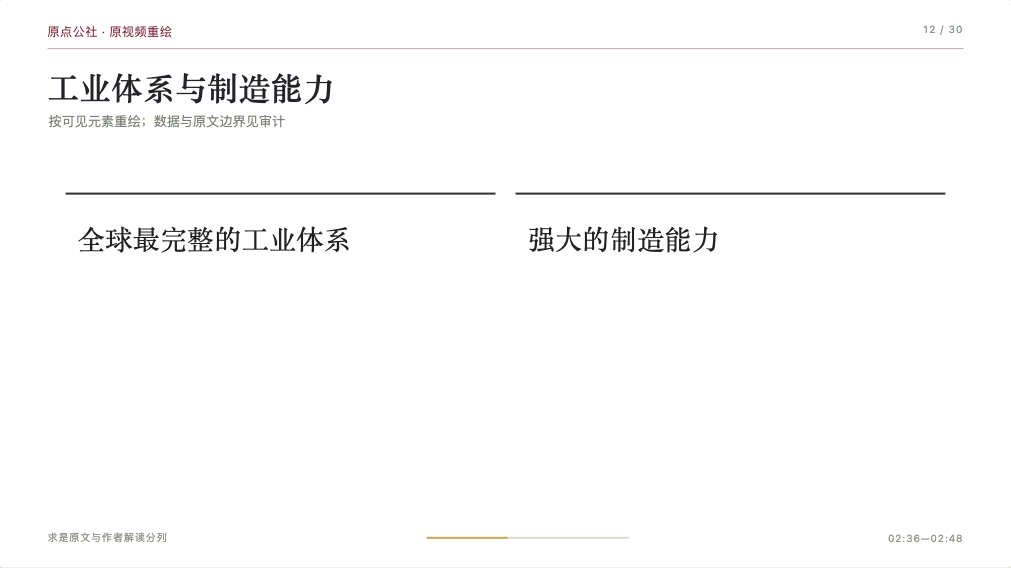 原点公社 · 原视频重绘
12 / 30
工业体系与制造能力
按可见元素重绘；数据与原文边界见审计
全球最完整的工业体系
强大的制造能力
求是原文与作者解读分列
02:36—02:48